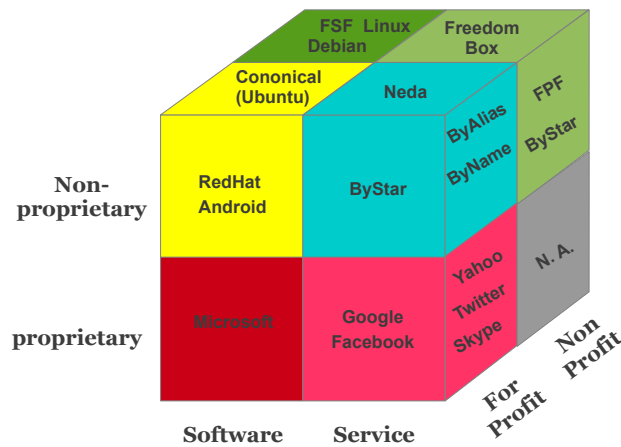 FSF Linux
Debian
Freedom
Box
Cononical
(Ubuntu)
Neda
FPF
ByStar
ByAlias
ByName
Non-
proprietary
RedHat
Android
ByStar
proprietary
Microsoft
Google
Facebook
Yahoo
Twitter
Skype
N. A.
Software
Service
For
Profit
Non
Profit